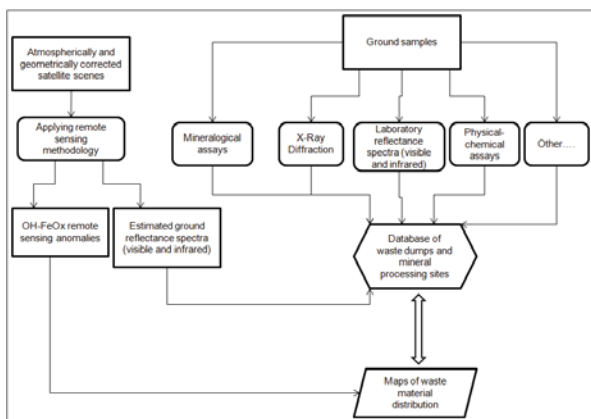 Atmospherically and
geometrically corrected
satellite scenes
Ground samples
Applying remote
sensing methodology
Mineralogical
assays
X-Ray
Diffraction
Laboratory
reflectance
spectra (visible
and infrared)
Physical-
chemical
assays
Other....
OH-FeOx remote
sensing anomalies
Estimated ground
reflectance spectra
(visible and infrared)
Database of
waste dumps and
mineral
processing sites
Maps of waste
material
distribution